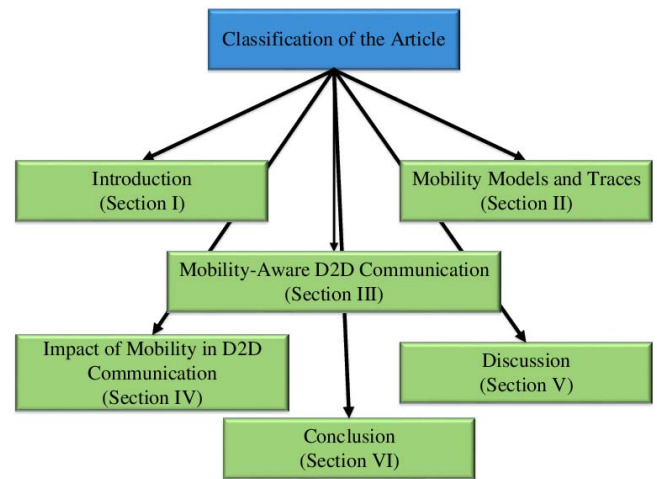 Classification of the Article
Introduction
(Section I)
Mobility Models and Traces
(Section II)
Mobility-Aware D2D Communication
(Section III)
Impact of Mobility in D2D
Communication
(Section IV)
Discussion
(Section V)
Conclusion
(Section VI)